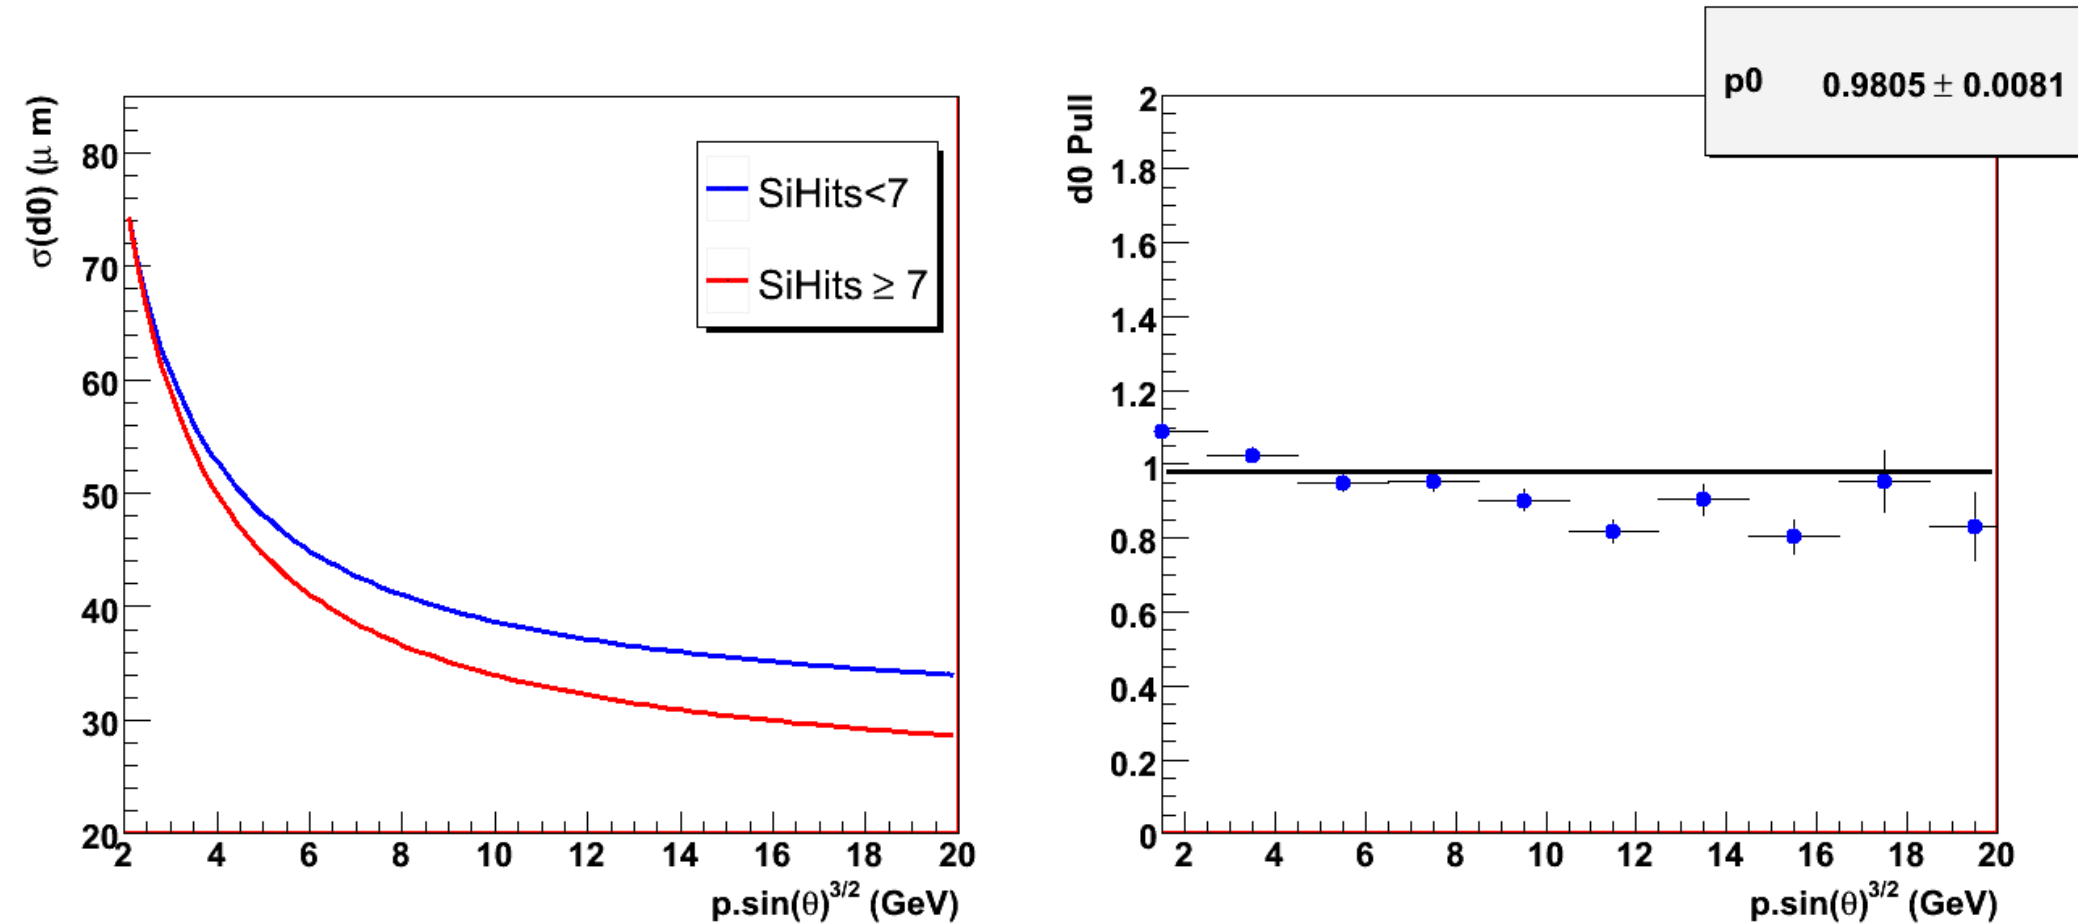 σ(d0) (μ m)
80
70
60
50
40
30
20
2 4 6 8 10 12 14 16 18 20
p.sin(θ)^3/2 (GeV)
SiHits<7
SiHits ≥ 7
d0 Pull
2
1.8
1.6
1.4
1.2
1
0.8
0.6
0.4
0.2
0
2 4 6 8 10 12 14 16 18 20
p.sin(θ)^3/2 (GeV)
p0 0.9805 ± 0.0081